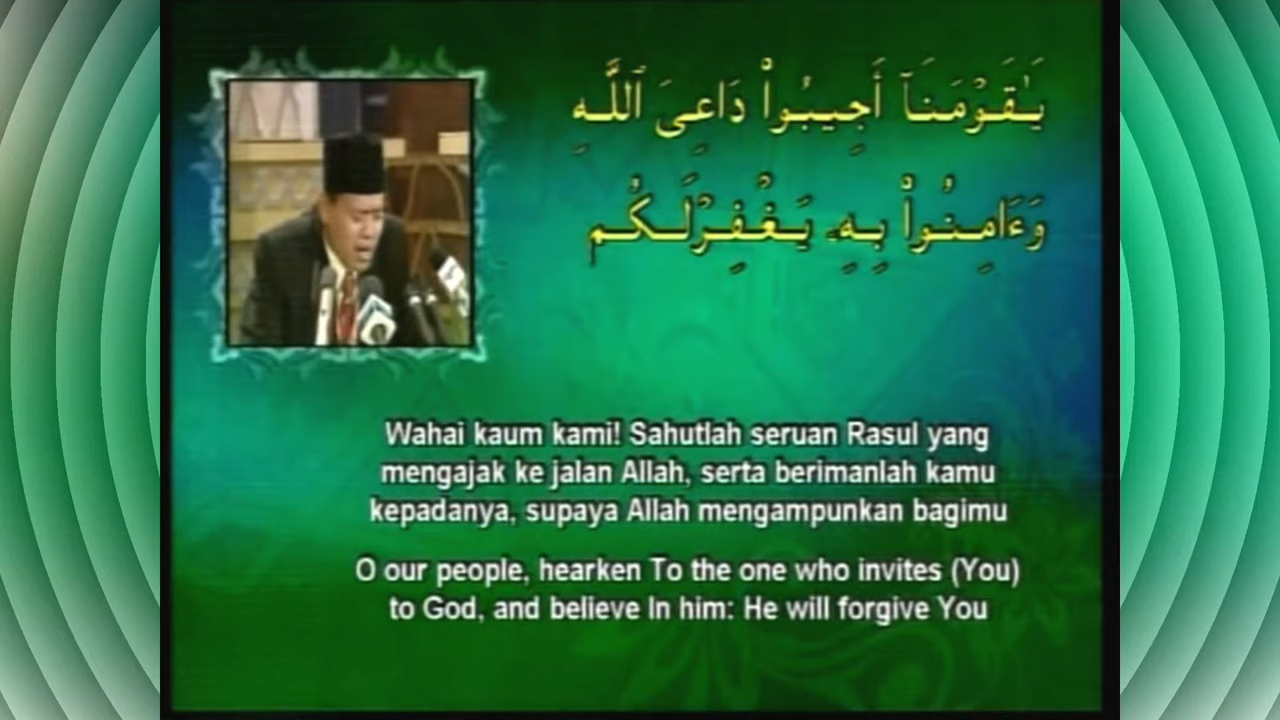 يَـٰقَوْمَنَآ أَجِيبُوا۟ دَاعِىَ ٱللَّهِ
وَءَامِنُوا۟ بِهِۦ يَغْفِرْ لَكُم
Wahai kaum kami! Sahutlah seruan Rasul yang
mengajak ke jalan Allah, serta berimanlah kamu
kepadanya, supaya Allah mengampunkan bagimu
O our people, hearken To the one who invites (You)
to God, and believe In him: He will forgive You